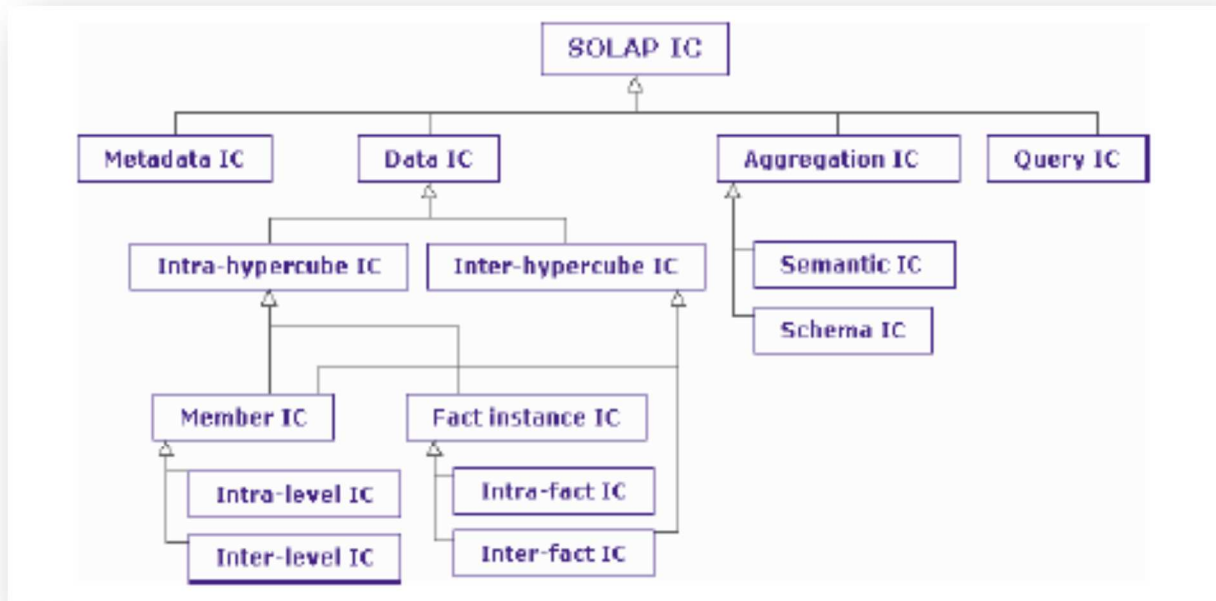 SOLAP IC
Metadata IC
Data IC
Aggregation IC
Query IC
Intra-hypercube IC
Inter-hypercube IC
Semantic IC
Schema IC
Member IC
Fact instance IC
Intra-level IC
Intra-fact IC
Inter-level IC
Inter-fact IC